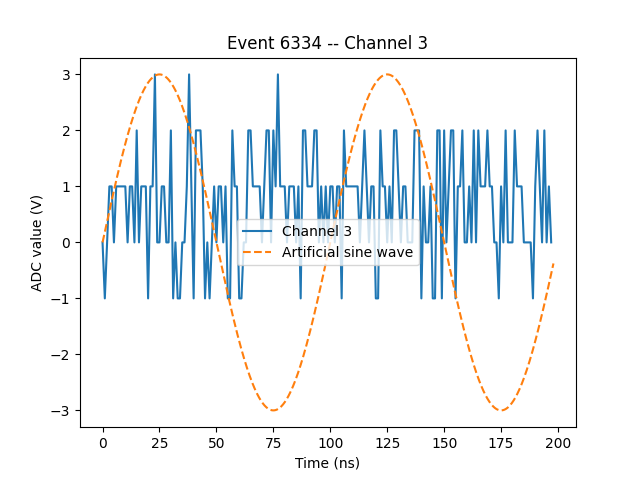 Event 6334 -- Channel 3
ADC value (V)
3
2
1
0
−1
−2
−3
Channel 3
Artificial sine wave
0 25 50 75 100 125 150 175 200
Time (ns)